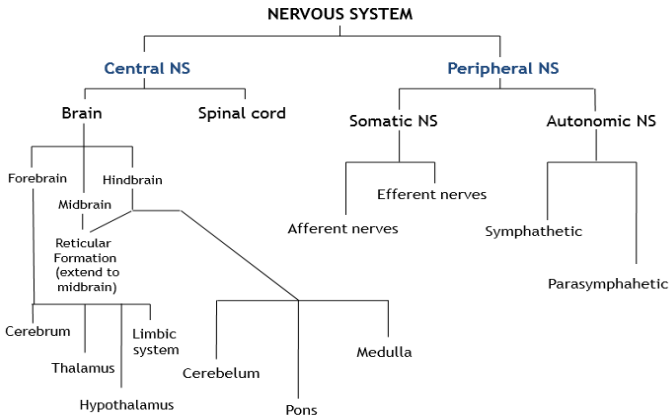 NERVOUS SYSTEM
Central NS
Peripheral NS
Brain
Spinal cord
Somatic NS
Autonomic NS
Forebrain
Hindbrain
Midbrain
Efferent nerves
Afferent nerves
Symphathetic
Reticular
Formation
(extend to
midbrain)
Parasymphahetic
Cerebrum
Limbic
system
Thalamus
Hypothalamus
Cerebelum
Medulla
Pons